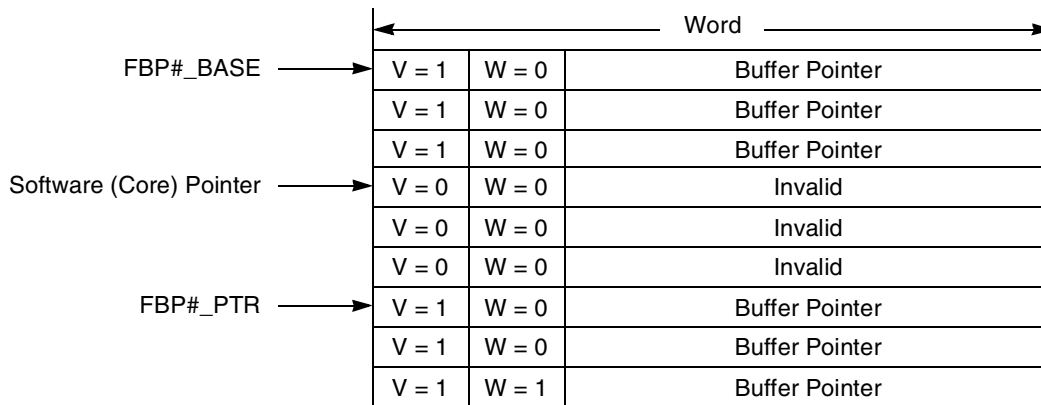 Word
FBP#_BASE V = 1 W = 0 Buffer Pointer
V = 1 W = 0 Buffer Pointer
V = 1 W = 0 Buffer Pointer
Software (Core) Pointer V = 0 W = 0 Invalid
V = 0 W = 0 Invalid
V = 0 W = 0 Invalid
FBP#_PTR V = 1 W = 0 Buffer Pointer
V = 1 W = 0 Buffer Pointer
V = 1 W = 1 Buffer Pointer